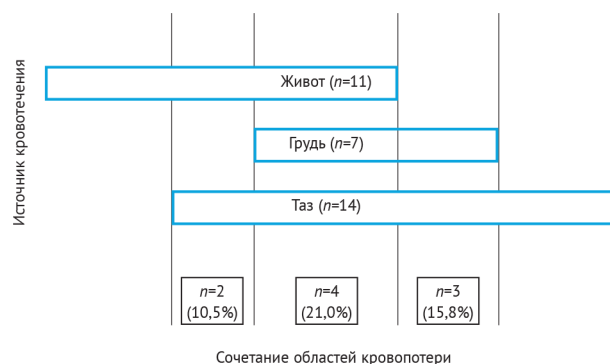 Источник кровотечения
Живот (n=11)
Грудь (n=7)
Таз (n=14)
n=2
(10,5%)
n=4
(21,0%)
n=3
(15,8%)
Сочетание областей кровопотери